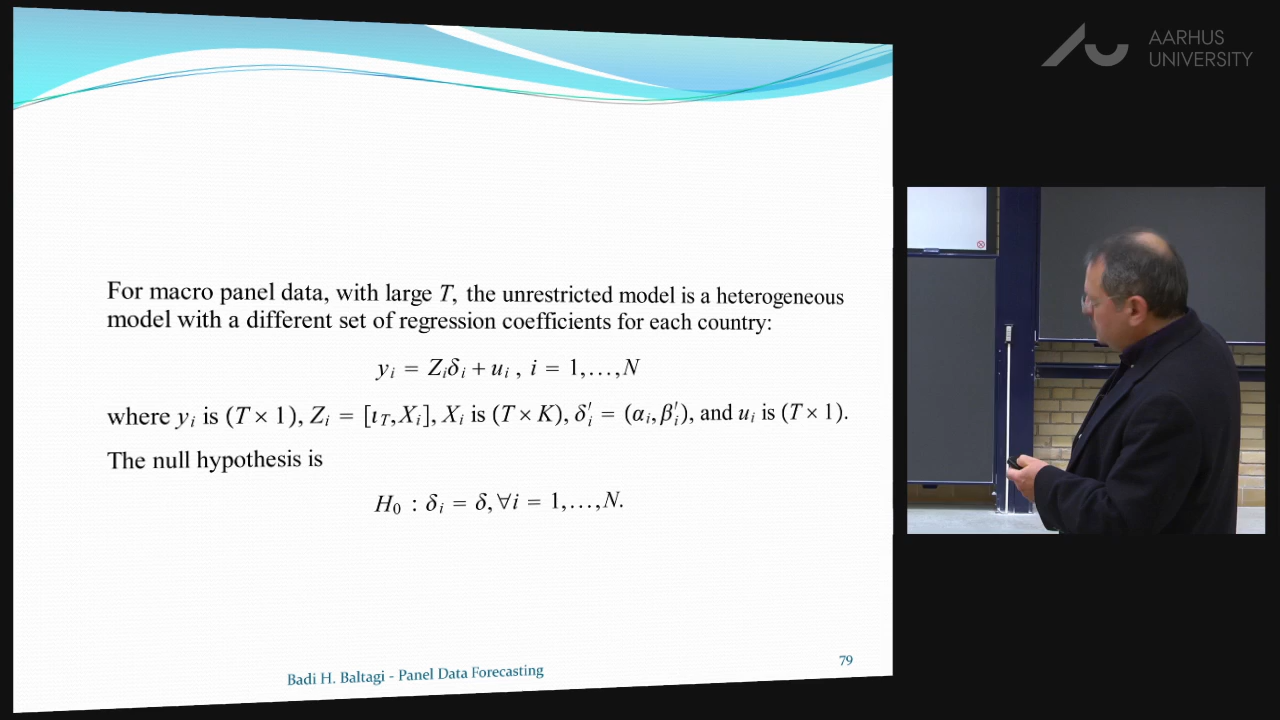 AARHUS
UNIVERSITY
For macro panel data, with large T, the unrestricted model is a heterogeneous
model with a different set of regression coefficients for each country:
yᵢ = Zᵢδᵢ + uᵢ , i = 1,…,N
where yᵢ is (T × 1), Zᵢ = [ι_T, Xᵢ], Xᵢ is (T × K), δ′ᵢ = (αᵢ, β′ᵢ), and uᵢ is (T × 1).
The null hypothesis is
H₀ : δᵢ = δ, ∀i = 1,…,N.
Badi H. Baltagi - Panel Data Forecasting
79